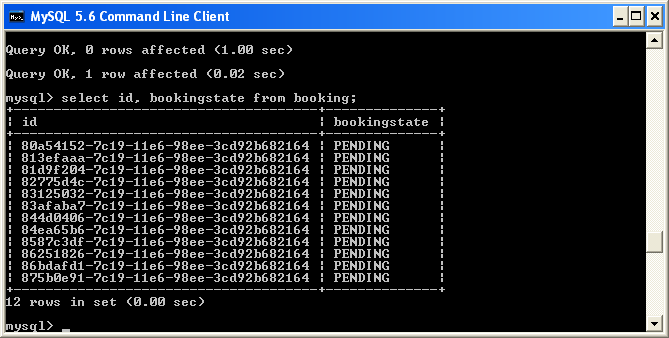 MySQL 5.6 Command Line Client
Query OK, 0 rows affected (1.00 sec)
Query OK, 1 row affected (0.02 sec)
mysql> select id, bookingstate from booking;
+--------------------------------------+--------------+
| id                                   | bookingstate |
+--------------------------------------+--------------+
| 80a54152-7c19-11e6-98ee-3cd92b682164 | PENDING      |
| 813efaaa-7c19-11e6-98ee-3cd92b682164 | PENDING      |
| 81d9f204-7c19-11e6-98ee-3cd92b682164 | PENDING      |
| 82775d4c-7c19-11e6-98ee-3cd92b682164 | PENDING      |
| 83125032-7c19-11e6-98ee-3cd92b682164 | PENDING      |
| 83afaba7-7c19-11e6-98ee-3cd92b682164 | PENDING      |
| 844d0406-7c19-11e6-98ee-3cd92b682164 | PENDING      |
| 84ea65b6-7c19-11e6-98ee-3cd92b682164 | PENDING      |
| 8587c3df-7c19-11e6-98ee-3cd92b682164 | PENDING      |
| 86251826-7c19-11e6-98ee-3cd92b682164 | PENDING      |
| 86bdafd1-7c19-11e6-98ee-3cd92b682164 | PENDING      |
| 875b0e91-7c19-11e6-98ee-3cd92b682164 | PENDING      |
+--------------------------------------+--------------+
12 rows in set (0.00 sec)
mysql> _